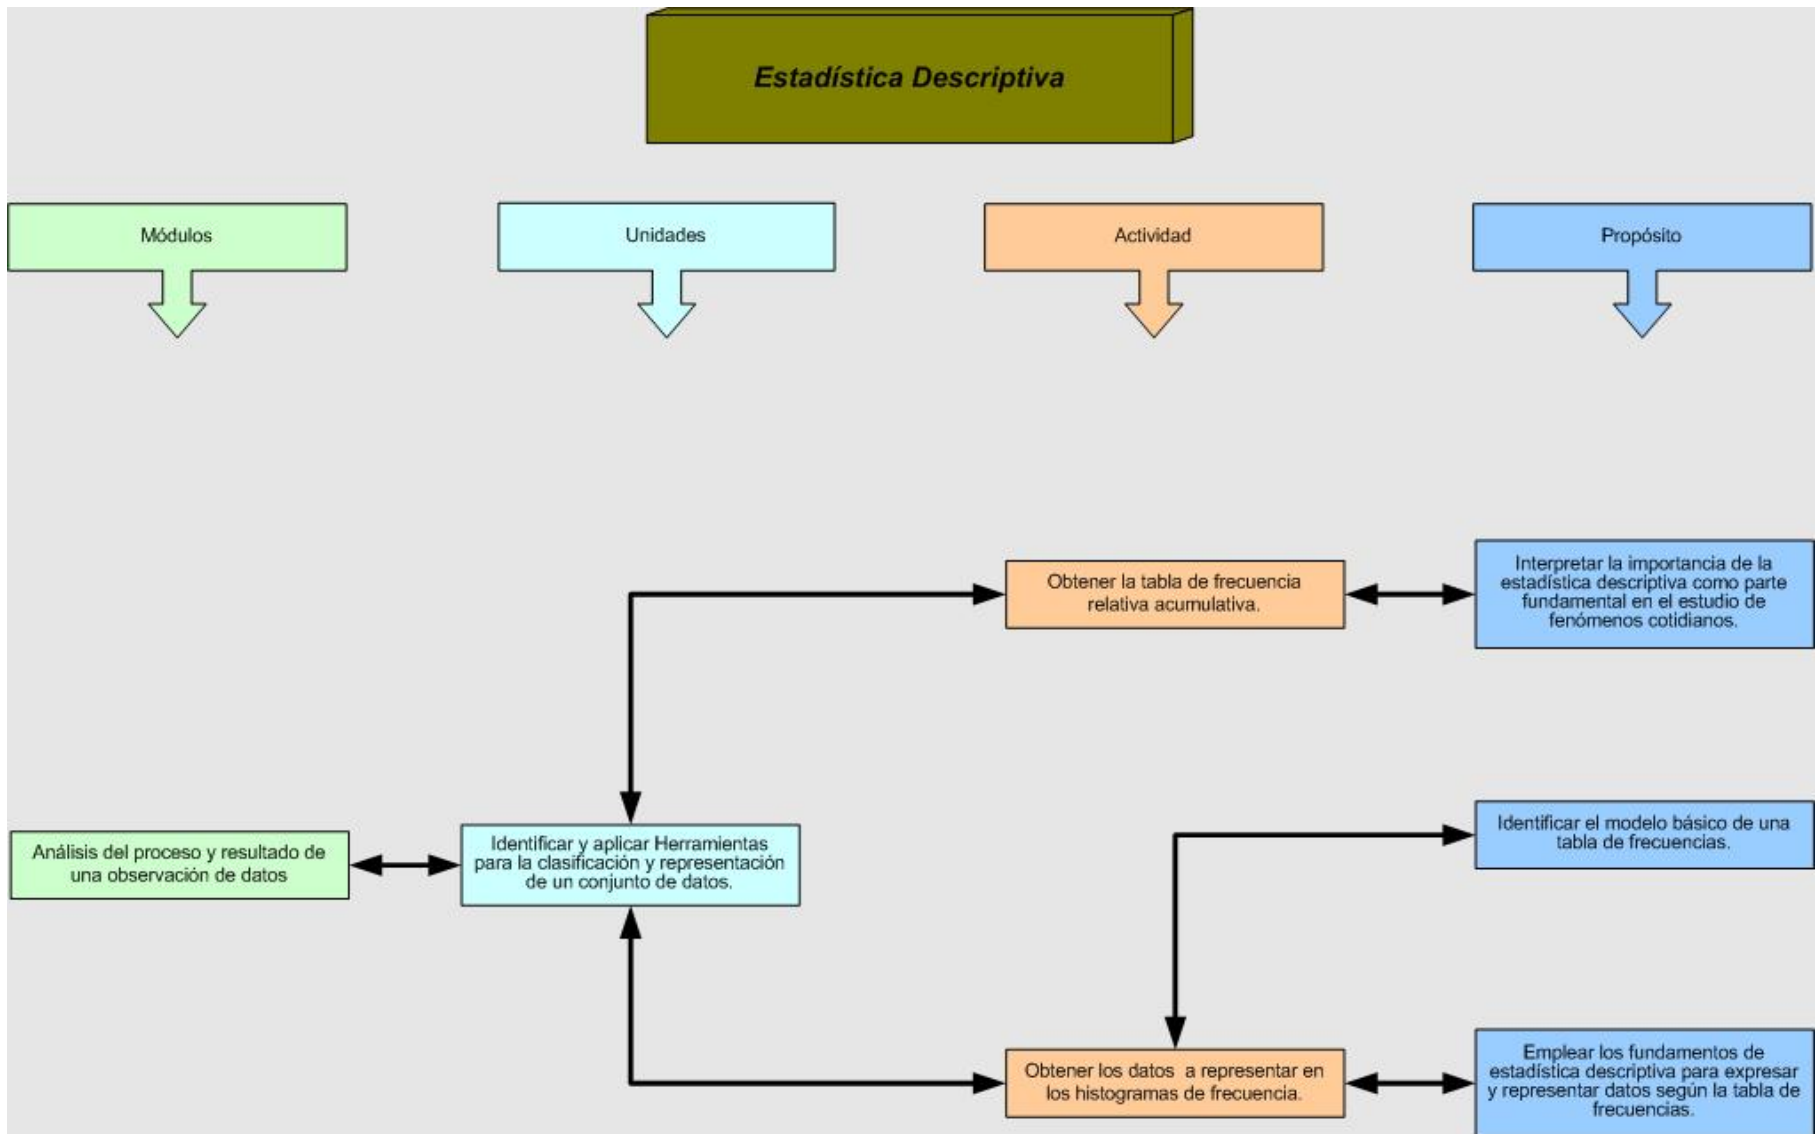 Estadística Descriptiva
Módulos
Unidades
Actividad
Propósito
Obtener la tabla de frecuencia
relativa acumulativa.
Interpretar la importancia de la
estadística descriptiva como parte
fundamental en el estudio de
fenómenos cotidianos.
Análisis del proceso y resultado de
una observación de datos
Identificar y aplicar Herramientas
para la clasificación y representación
de un conjunto de datos.
Identificar el modelo básico de una
tabla de frecuencias.
Obtener los datos a representar en
los histogramas de frecuencia.
Emplear los fundamentos de
estadística descriptiva para expresar
y representar datos según la tabla de
frecuencias.